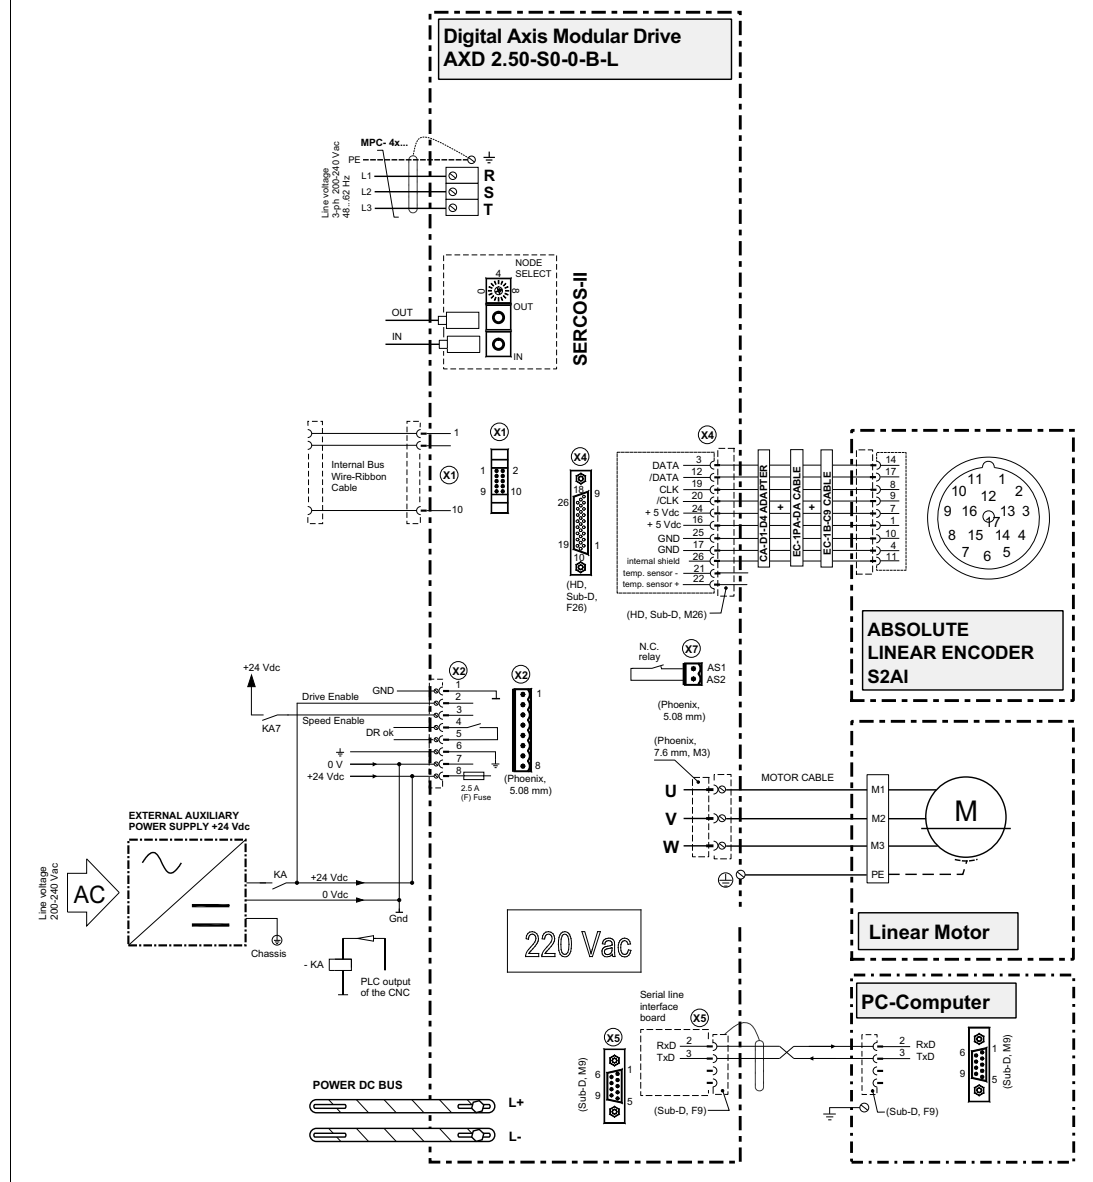 Digital Axis Modular Drive
AXD 2.50-S0-0-B-L
Line voltage
3-ph 200-240 Vac
48...62 Hz
MPC- 4x...
PE
L1
L2
L3
R
S
T
NODE
SELECT
4
0
8
OUT
IN
OUT
IN
SERCOS-II
1
10
Internal Bus
Wire-Ribbon
Cable
X1
X1
1
2
9
10
X4
18
9
26
19
1
10
(HD,
Sub-D,
F26)
X4
DATA 3
/DATA 12
CLK 19
/CLK 20
+ 5 Vdc 24
+ 5 Vdc 16
GND 25
GND 17
internal shield 26
temp. sensor - 21
temp. sensor + 22
(HD, Sub-D, M26)
CA-D1-D4 ADAPTER
+
EC-1PA-DA CABLE
+
EC-1B-C9 CABLE
14
17
8
9
7
1
10
4
11
11 1
10 12 2
9 16 13 3
17
8 15 14 4
7 6 5
ABSOLUTE
LINEAR ENCODER
S2AI
N.C.
relay
X7
AS1
AS2
(Phoenix,
5.08 mm)
+24 Vdc
KA7
GND
Drive Enable
Speed Enable
DR ok
0 V
+24 Vdc
X2
1
2
3
4
5
6
7
8
2.5 A
(F) Fuse
X2
1
8
(Phoenix,
5.08 mm)
(Phoenix,
7.6 mm, M3)
U
V
W
MOTOR CABLE
M1
M2
M3
PE
M
Linear Motor
EXTERNAL AUXILIARY
POWER SUPPLY +24 Vdc
Line voltage
200-240 Vac
AC
KA
+24 Vdc
0 Vdc
Gnd
Chassis
- KA
PLC output
of the CNC
220 Vac
Serial line
interface
board
X5
RxD 2
TxD 3
(Sub-D, F9)
X5
(Sub-D, M9)
6
1
9
5
PC-Computer
2 RxD
3 TxD
(Sub-D, F9)
6
1
9
5
(Sub-D, M9)
POWER DC BUS
L+
L-